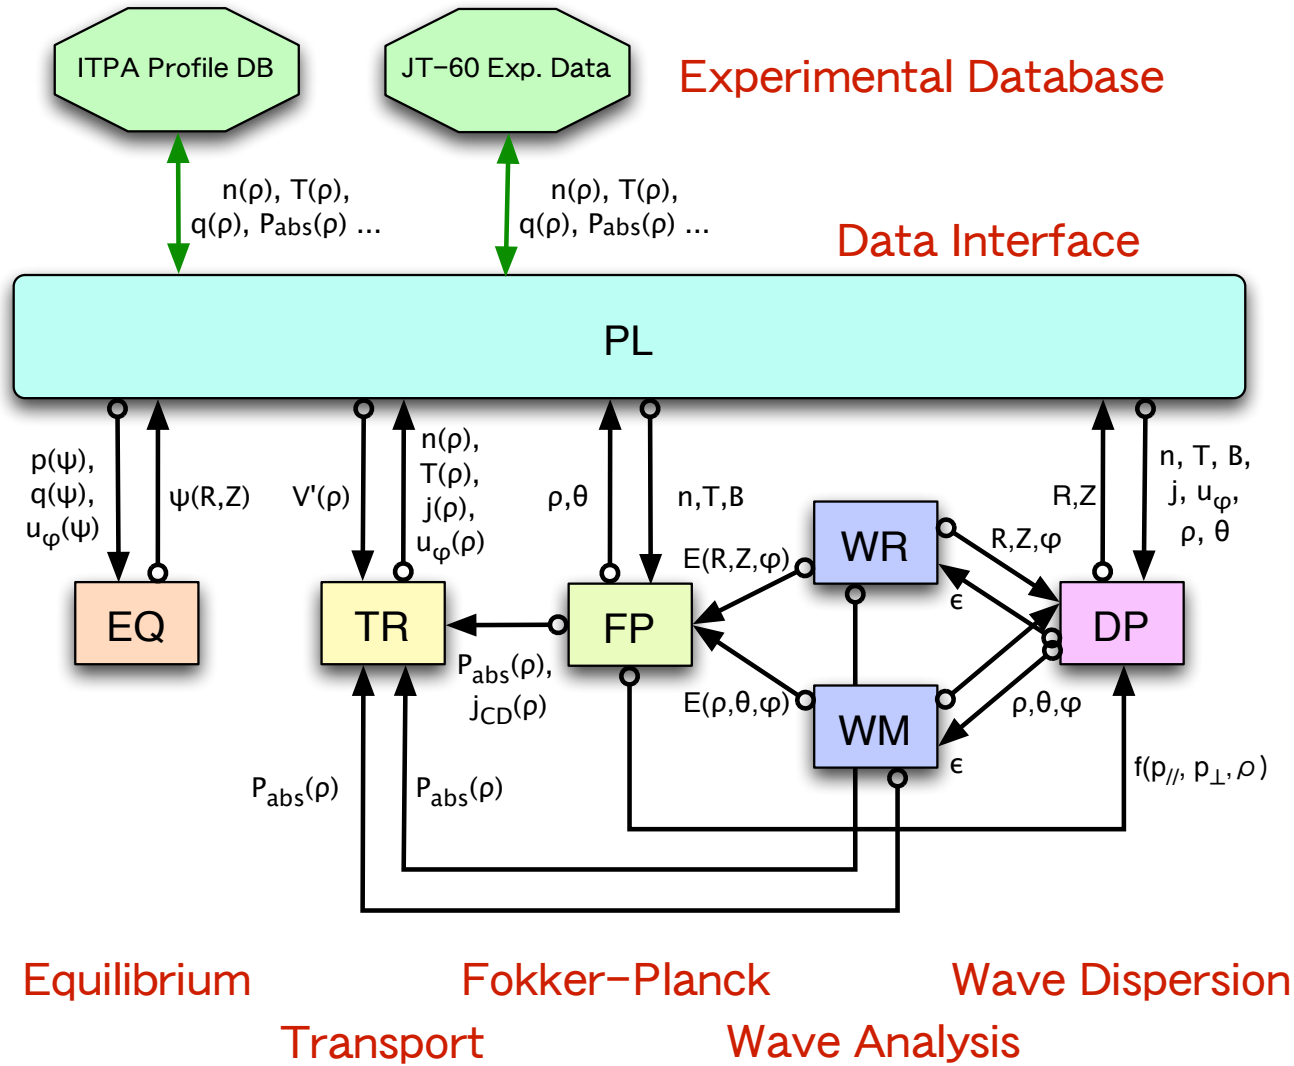 ITPA Profile DB
JT-60 Exp. Data
Experimental Database
n(ρ), T(ρ),
q(ρ), Pabs(ρ) ...
n(ρ), T(ρ),
q(ρ), Pabs(ρ) ...
Data Interface
PL
p(ψ),
q(ψ),
uφ(ψ)
ψ(R,Z)
V'(ρ)
n(ρ),
T(ρ),
j(ρ),
uφ(ρ)
ρ,θ
n,T,B
R,Z
n, T, B,
j, uφ,
ρ, θ
E(R,Z,φ)
WR
R,Z,φ
ϵ
EQ
TR
FP
DP
Pabs(ρ),
jCD(ρ)
E(ρ,θ,φ)
WM
ρ,θ,φ
ϵ
Pabs(ρ)
Pabs(ρ)
f(p//, p⊥, ρ)
Equilibrium
Fokker-Planck
Wave Dispersion
Transport
Wave Analysis